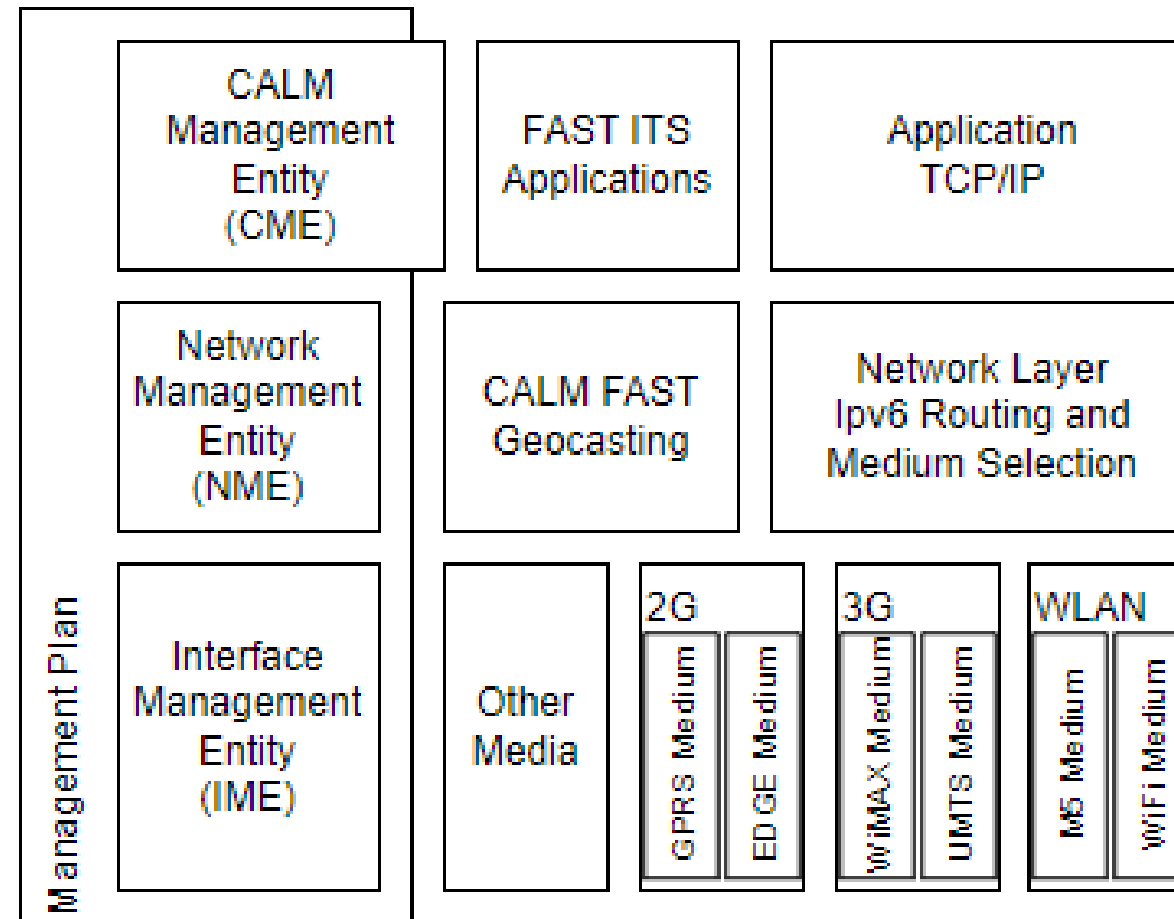 CALM
Management
Entity
(CME)
FAST ITS
Applications
Application
TCP/IP
Network
Management
Entity
(NME)
CALM FAST
Geocasting
Network Layer
Ipv6 Routing and
Medium Selection
Management Plan
Interface
Management
Entity
(IME)
Other
Media
2G
GPRS Medium
EDGE Medium
3G
WiMAX Medium
UMTS Medium
WLAN
M5 Medium
WiFi Medium